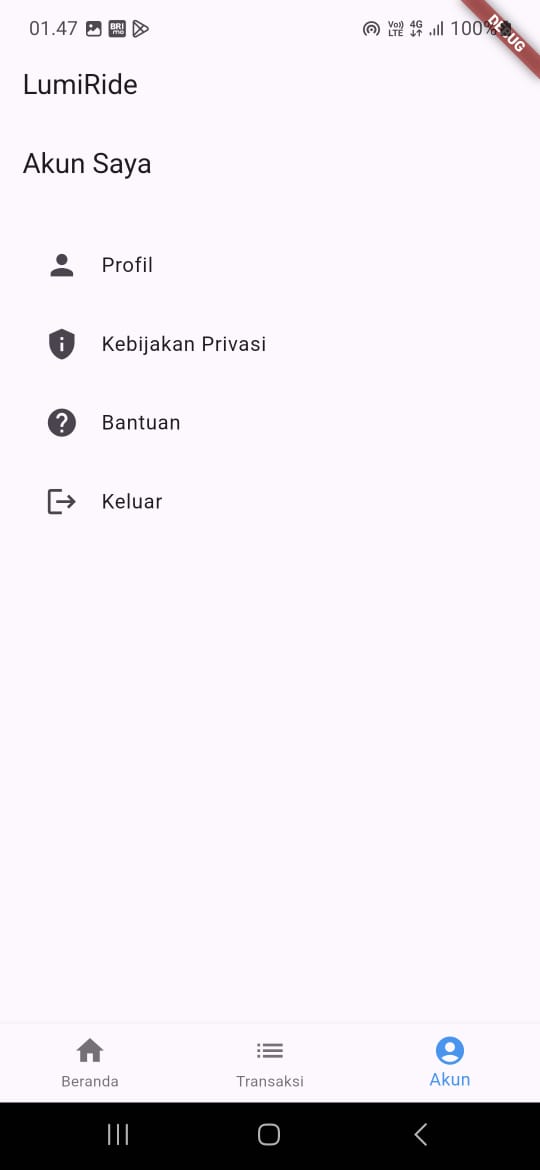 01.47 BRI mo Vo)) LTE 4G 100%
DEBUG
LumiRide
Akun Saya
Profil
Kebijakan Privasi
Bantuan
Keluar
Beranda Transaksi Akun